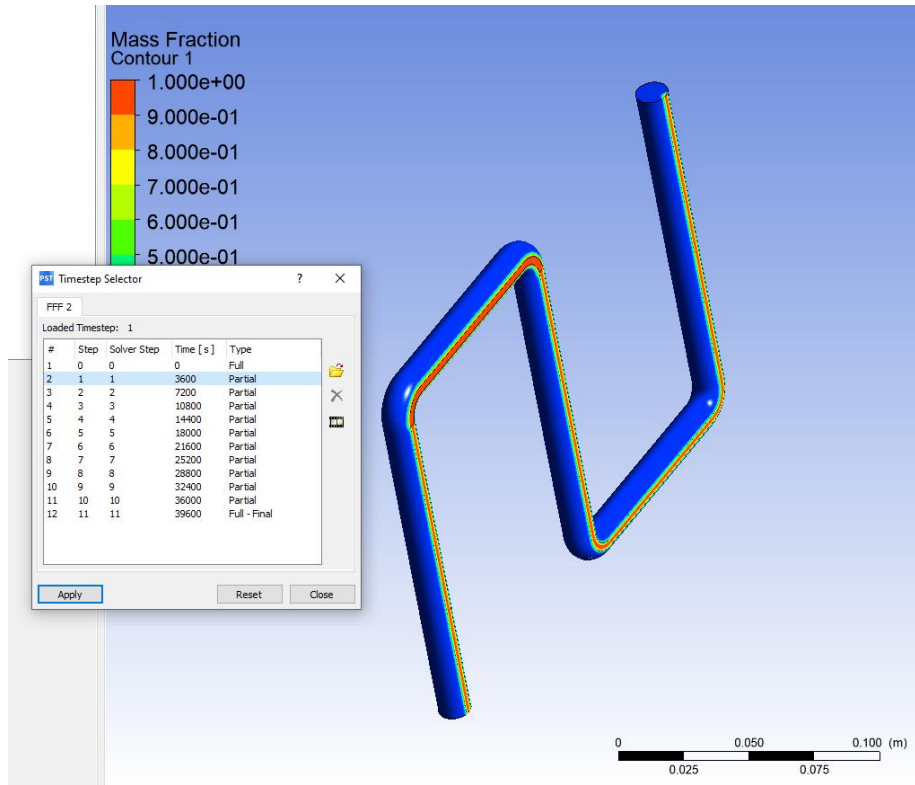 Mass Fraction
Contour 1
1.000e+00
9.000e-01
8.000e-01
7.000e-01
6.000e-01
5.000e-01
PST Timestep Selector ? ×
FFF 2
Loaded Timestep: 1
# Step Solver Step Time [ s ] Type
1 0 0 0 Full
2 1 1 3600 Partial
3 2 2 7200 Partial
4 3 3 10800 Partial
5 4 4 14400 Partial
6 5 5 18000 Partial
7 6 6 21600 Partial
8 7 7 25200 Partial
9 8 8 28800 Partial
10 9 9 32400 Partial
11 10 10 36000 Partial
12 11 11 39600 Full - Final
Apply Reset Close
0 0.050 0.100 (m)
0.025 0.075